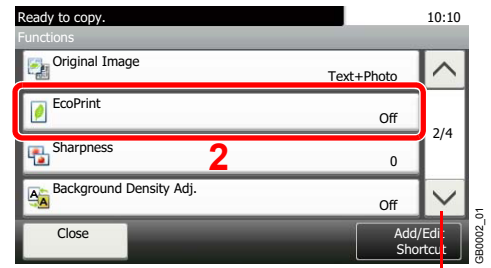 Ready to copy. 10:10
Functions
Original Image
Text+Photo
EcoPrint
Off
2/4
Sharpness
2
0
Background Density Adj.
Off
Close
Add/Edit
Shortcut
GB0002_01